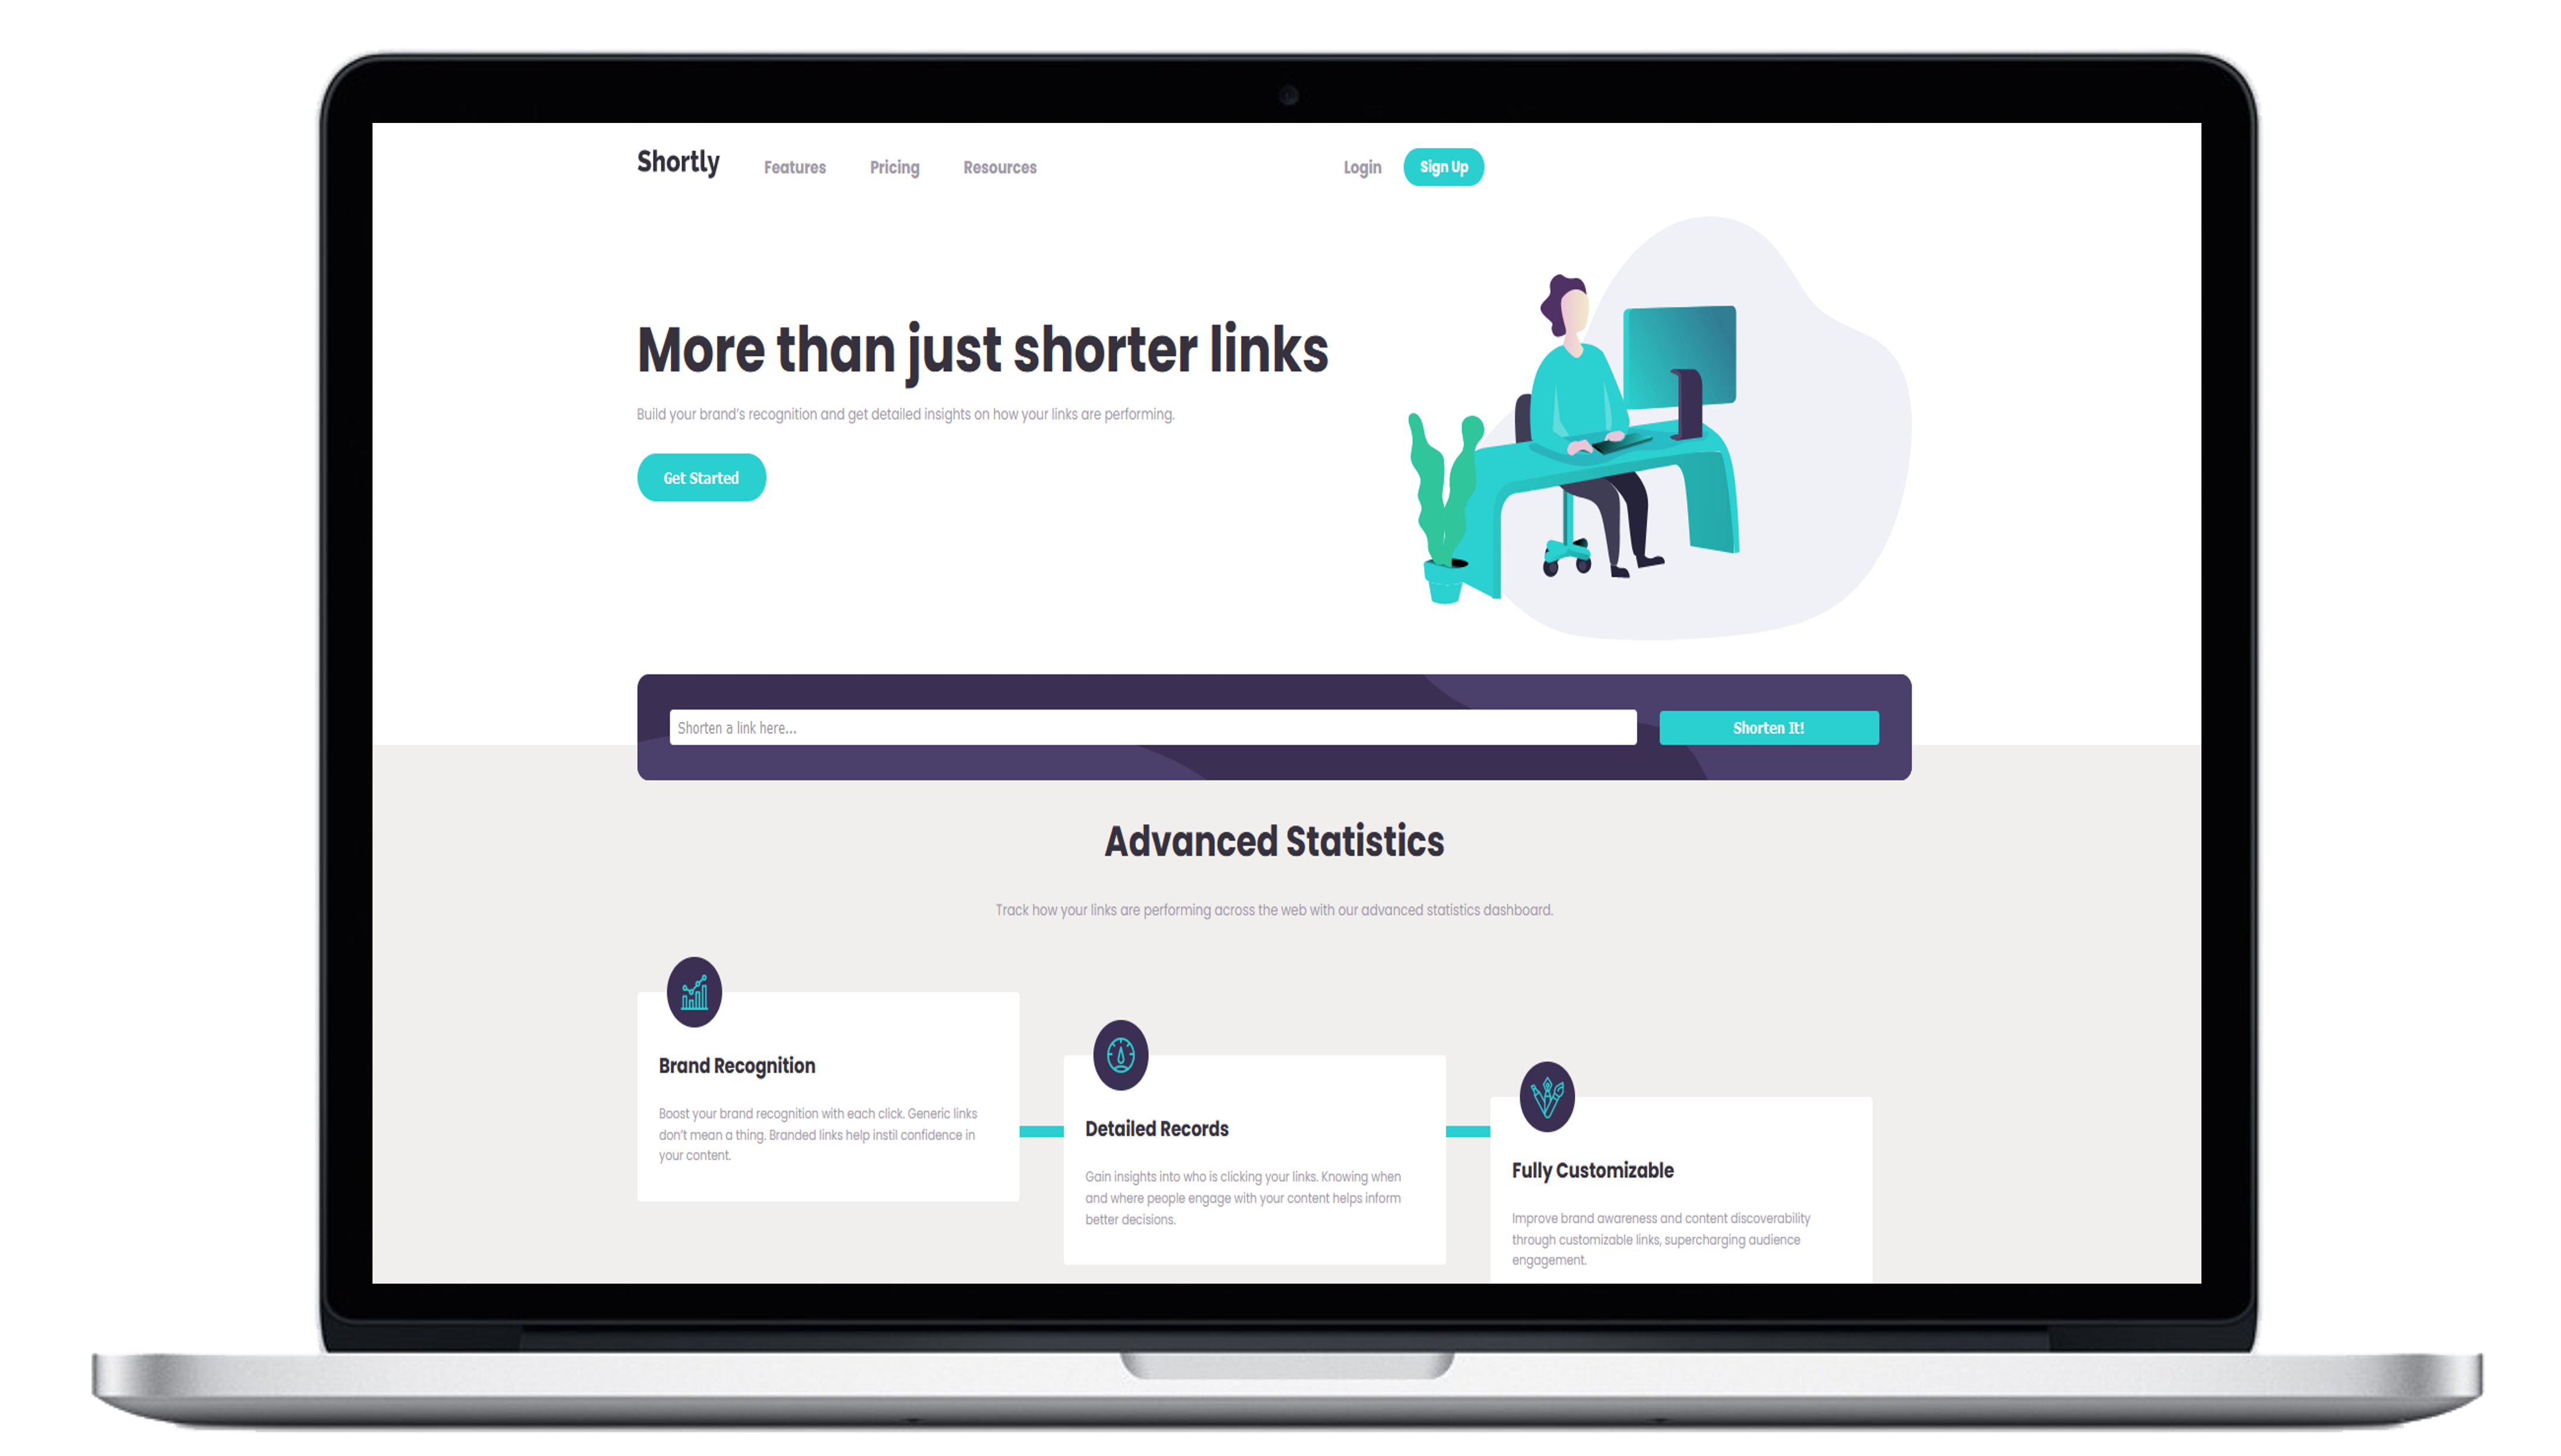 Shortly
Features
Pricing
Resources
Login
Sign Up
More than just shorter links
Build your brand's recognition and get detailed insights on how your links are performing.
Get Started
Shorten a link here...
Shorten It!
Advanced Statistics
Track how your links are performing across the web with our advanced statistics dashboard.
Brand Recognition
Boost your brand recognition with each click. Generic links
don't mean a thing. Branded links help instil confidence in
your content.
Detailed Records
Gain insights into who is clicking your links. Knowing when
and where people engage with your content helps inform
better decisions.
Fully Customizable
Improve brand awareness and content discoverability
through customizable links, supercharging audience
engagement.